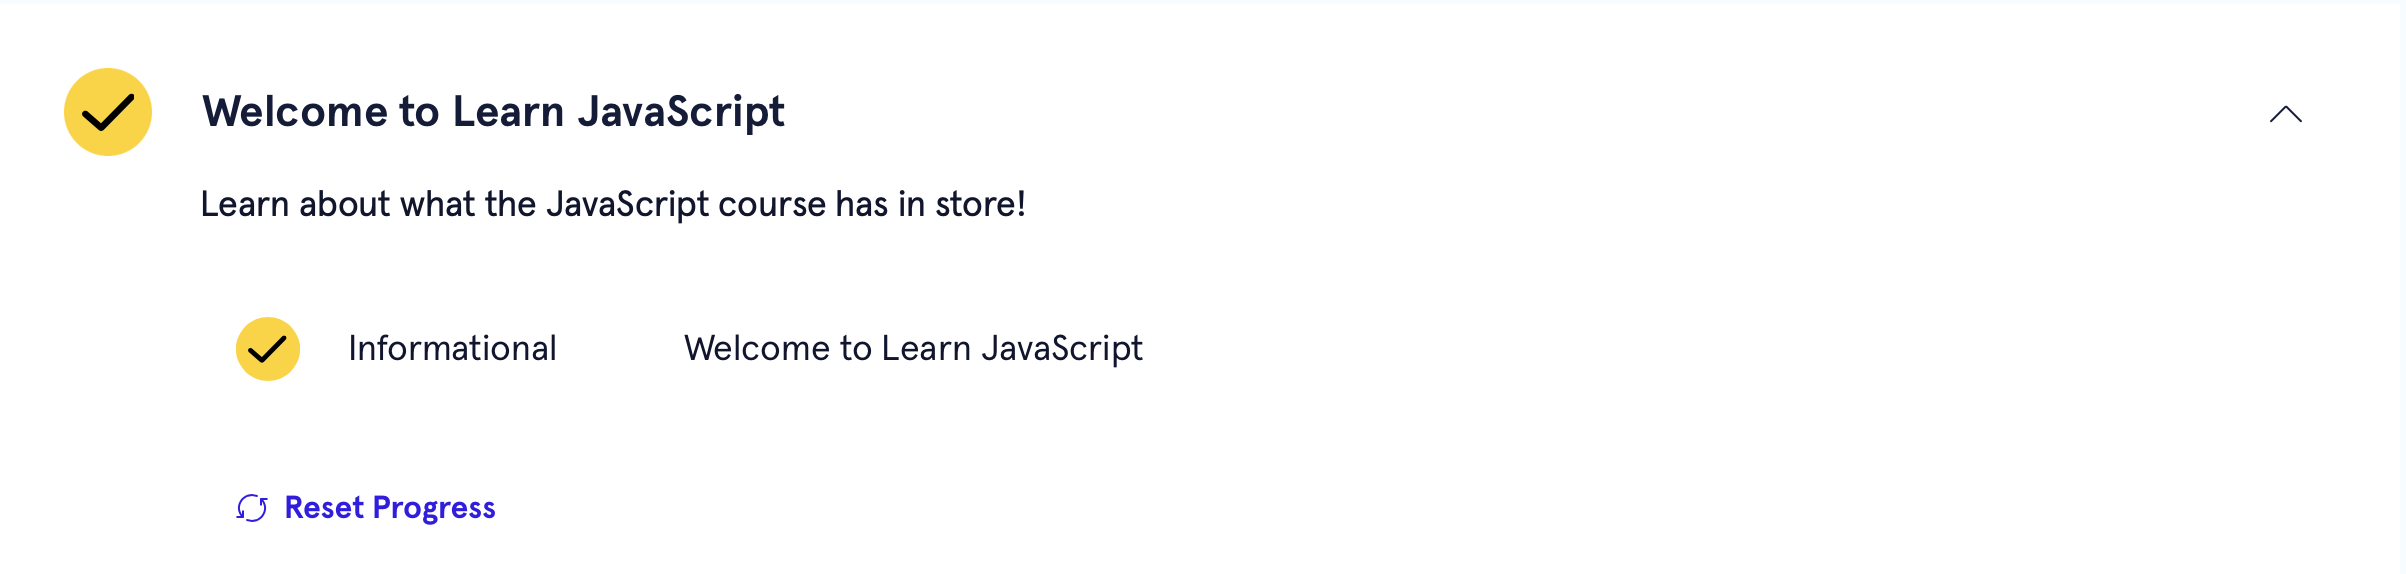 Welcome to Learn JavaScript
Learn about what the JavaScript course has in store!
Informational Welcome to Learn JavaScript
Reset Progress